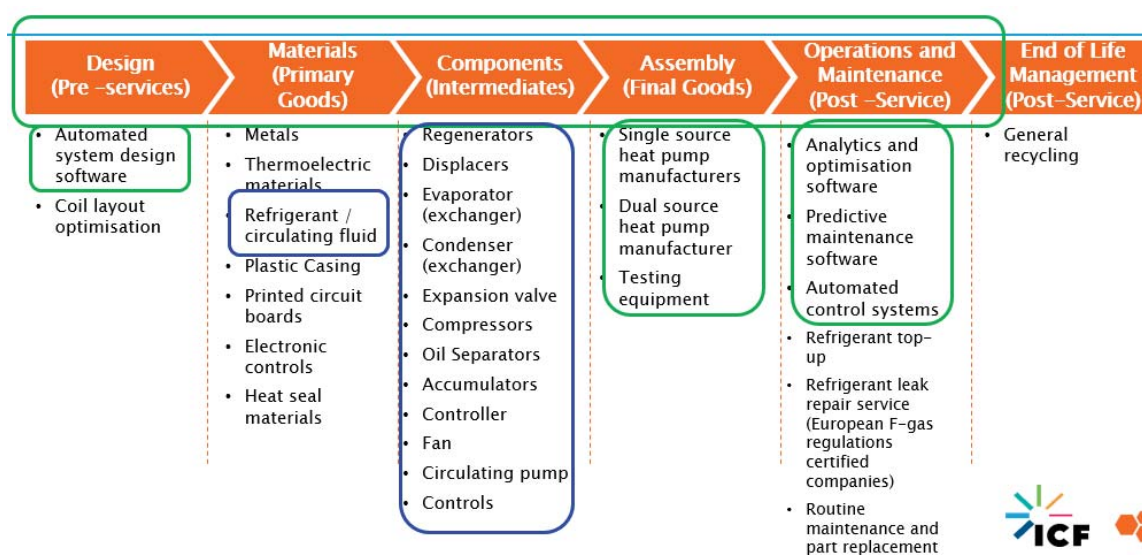 Design
(Pre -services)
Materials
(Primary
Goods)
Components
(Intermediates)
Assembly
(Final Goods)
Operations and
Maintenance
(Post -Service)
End of Life
Management
(Post-Service)
• Automated
system design
software
• Coil layout
optimisation
• Metals
• Thermoelectric
materials
• Refrigerant /
circulating fluid
• Plastic Casing
• Printed circuit
boards
• Electronic
controls
• Heat seal
materials
• Regenerators
• Displacers
• Evaporator
(exchanger)
• Condenser
(exchanger)
• Expansion valve
• Compressors
• Oil Separators
• Accumulators
• Controller
• Fan
• Circulating pump
• Controls
• Single source
heat pump
manufacturers
• Dual source
heat pump
manufacturer
• Testing
equipment
• Analytics and
optimisation
software
• Predictive
maintenance
software
• Automated
control systems
• Refrigerant top-
up
• Refrigerant leak
repair service
(European F-gas
regulations
certified
companies)
• Routine
maintenance and
part replacement
• General
recycling
ICF